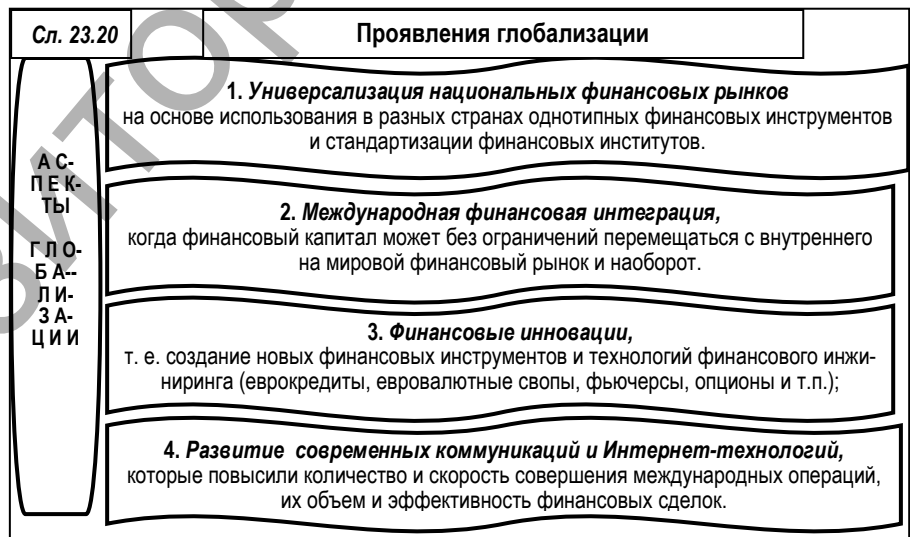 Сл. 23.20
Проявления глобализации
А С-
П Е К-
ТЫ
Г Л О-
Б А--
Л И-
З А-
Ц И И
1. Универсализация национальных финансовых рынков
на основе использования в разных странах однотипных финансовых инструментов
и стандартизации финансовых институтов.
2. Международная финансовая интеграция,
когда финансовый капитал может без ограничений перемещаться с внутреннего
на мировой финансовый рынок и наоборот.
3. Финансовые инновации,
т. е. создание новых финансовых инструментов и технологий финансового инжи-
ниринга (еврокредиты, евровалютные свопы, фьючерсы, опционы и т.п.);
4. Развитие современных коммуникаций и Интернет-технологий,
которые повысили количество и скорость совершения международных операций,
их объем и эффективность финансовых сделок.